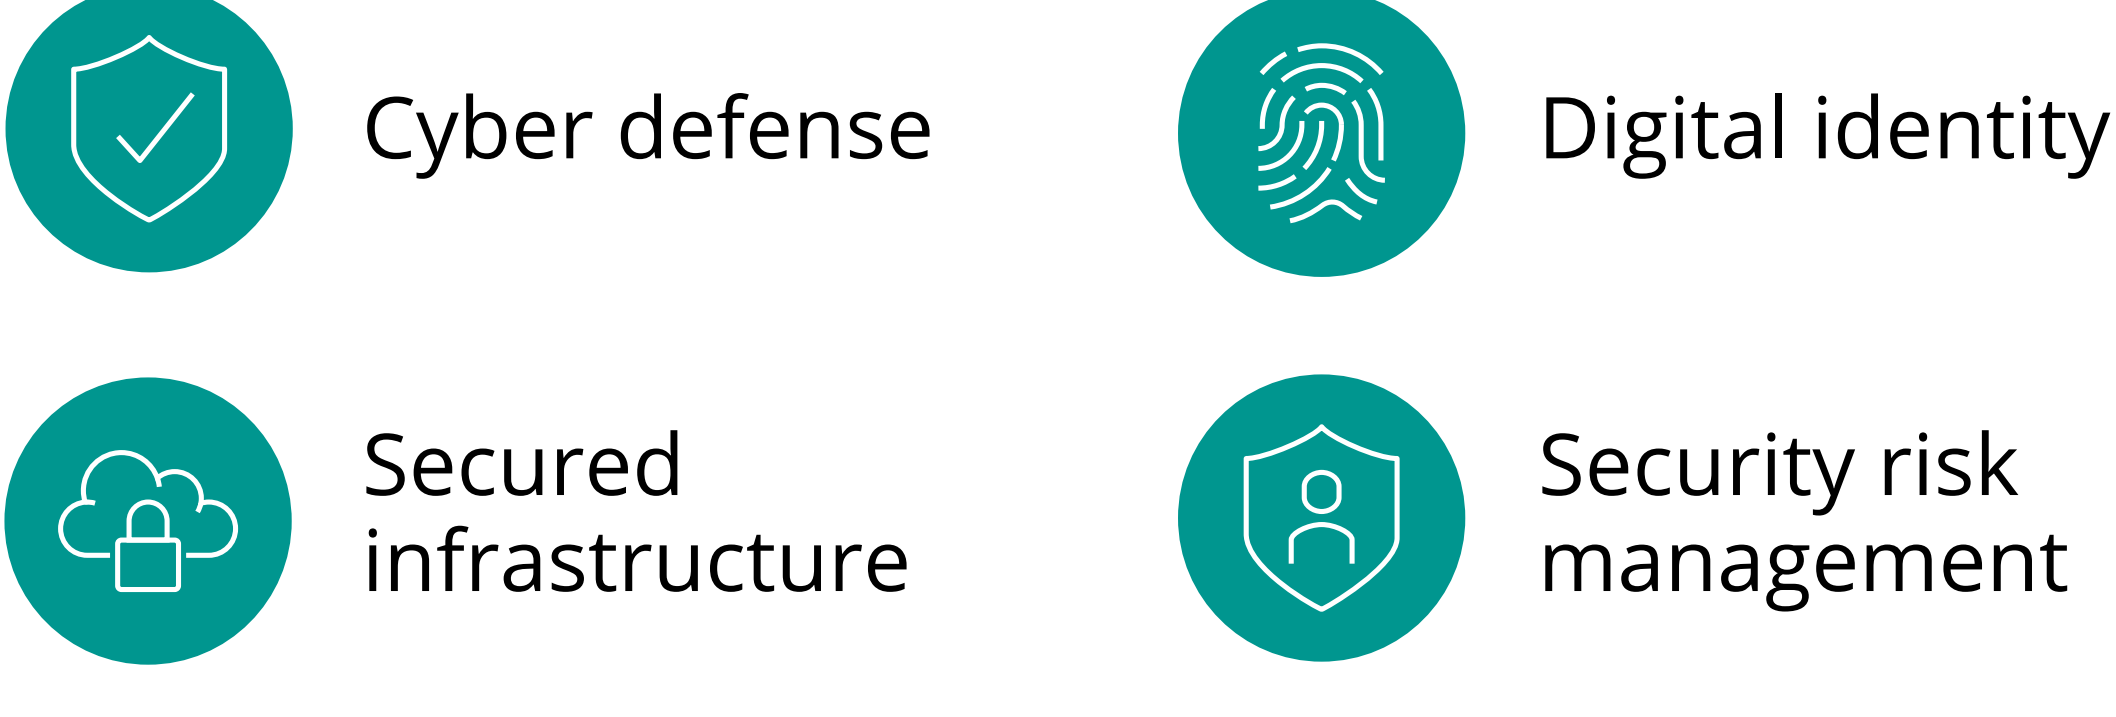 Cyber defense
Digital identity
Secured
infrastructure
Security risk
management